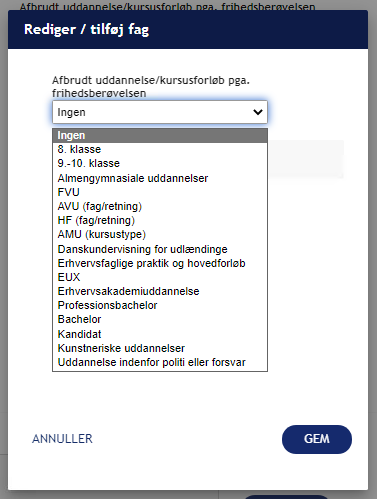 Afbrudt uddannelse/kursusforløb pga. frihedsberøvelsen
Rediger / tilføj fag
Afbrudt uddannelse/kursusforløb pga.
frihedsberøvelsen
Ingen
Ingen
8. klasse
9.-10. klasse
Almengymnasiale uddannelser
FVU
AVU (fag/retning)
HF (fag/retning)
AMU (kursustype)
Danskundervisning for udlændinge
Erhvervsfaglige praktik og hovedforløb
EUX
Erhvervsakademiuddannelse
Professionsbachelor
Bachelor
Kandidat
Kunstneriske uddannelser
Uddannelse indenfor politi eller forsvar
ANNULLER
GEM